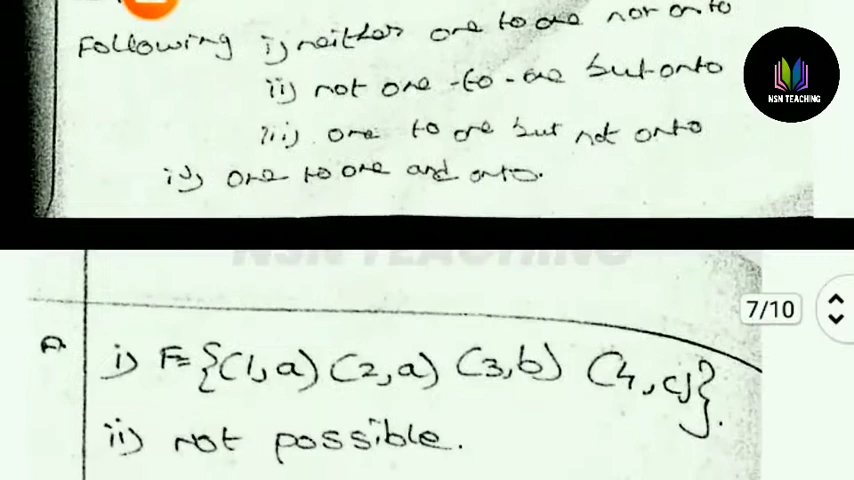 Following i) neither one to one nor onto
ii) not one-to-one but onto
NSN TEACHING
iii) one to one but not onto
iv) one to one and onto.
NSN TEACHING
7/10
A i) F={(1,a) (2,a) (3,b) (4,c)}.
ii) not possible.